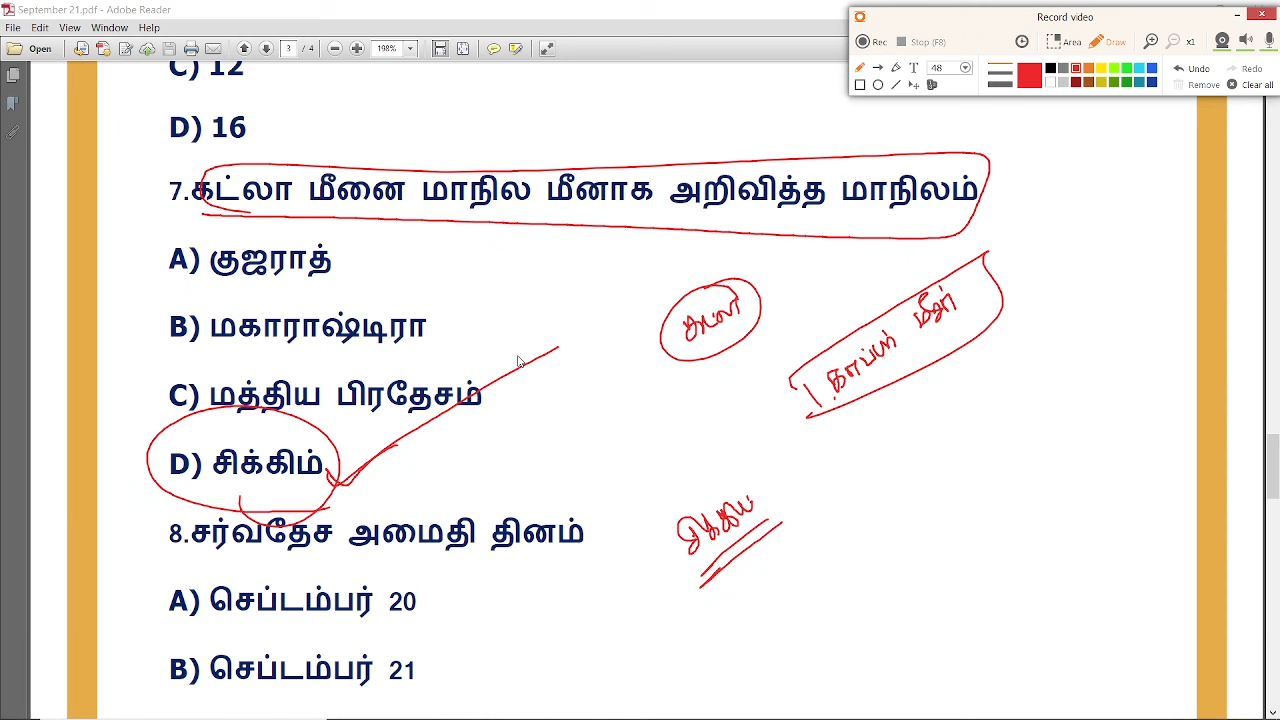 September 21.pdf - Adobe Reader
File Edit View Window Help
Open 3 / 4 198%
Record video
Rec Stop (F8) Area Draw x1
T 48 Undo Redo
Remove Clear all
C) 12
D) 16
7.கட்லா மீனை மாநில மீனாக அறிவித்த மாநிலம்
A) குஜராத்
B) மகாராஷ்டிரா
C) மத்திய பிரதேசம்
D) சிக்கிம்
8.சர்வதேச அமைதி தினம்
A) செப்டம்பர் 20
B) செப்டம்பர் 21